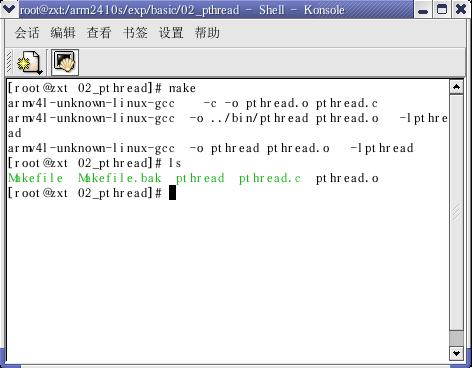 root@zxt:/arm2410s/exp/basic/02_pthread - Shell - Konsole
会话 编辑 查看 书签 设置 帮助
[root@zxt 02_pthread]# make
armv4l-unknown-linux-gcc -c -o pthread.o pthread.c
armv4l-unknown-linux-gcc -o ../bin/pthread pthread.o -lpthre
ad
armv4l-unknown-linux-gcc -o pthread pthread.o -lpthread
[root@zxt 02_pthread]# ls
Makefile Makefile.bak pthread pthread.c pthread.o
[root@zxt 02_pthread]#